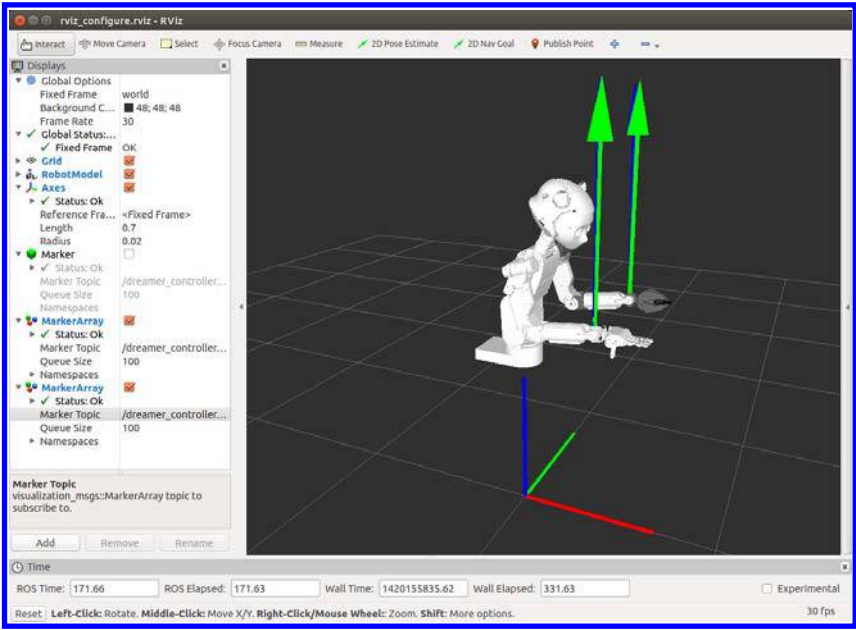 rviz_configure.rviz - RViz
Interact Move Camera Select Focus Camera Measure 2D Pose Estimate 2D Nav Goal Publish Point
Displays
Global Options
Fixed Frame world
Background C... 48; 48; 48
Frame Rate 30
Global Status:...
Fixed Frame OK
Grid
RobotModel
Axes
Status: Ok
Reference Fra... <Fixed Frame>
Length 0.7
Radius 0.02
Marker
Status: Ok
Marker Topic /dreamer_controller...
Queue Size 100
Namespaces
MarkerArray
Status: Ok
Marker Topic /dreamer_controller...
Queue Size 100
Namespaces
MarkerArray
Status: Ok
Marker Topic /dreamer_controller...
Queue Size 100
Namespaces
Marker Topic
visualization_msgs::MarkerArray topic to
subscribe to.
Add Remove Rename
Time
ROS Time: 171.66 ROS Elapsed: 171.63 Wall Time: 1420155835.62 Wall Elapsed: 331.63 Experimental
Reset Left-Click: Rotate. Middle-Click: Move X/Y. Right-Click/Mouse Wheel:: Zoom. Shift: More options. 30 fps